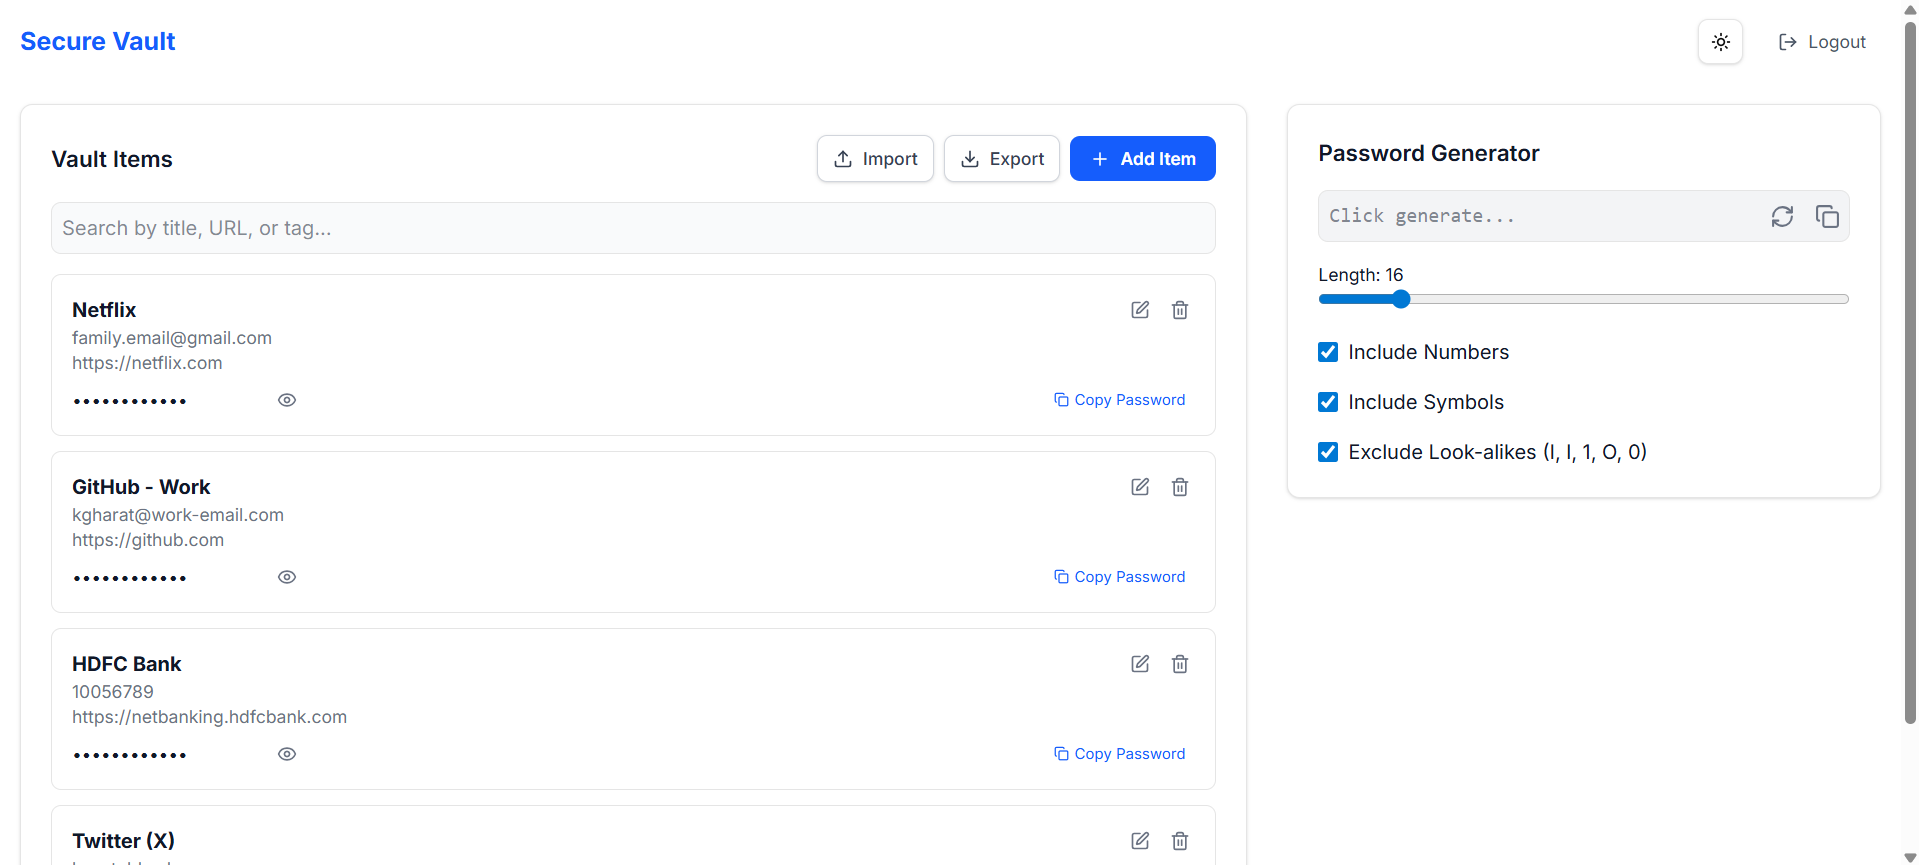 Secure Vault
Logout
Vault Items
Import
Export
Add Item
Search by title, URL, or tag...
Netflix
family.email@gmail.com
https://netflix.com
••••••••••••
Copy Password
GitHub - Work
kgharat@work-email.com
https://github.com
••••••••••••
Copy Password
HDFC Bank
10056789
https://netbanking.hdfcbank.com
••••••••••••
Copy Password
Twitter (X)
Password Generator
Click generate...
Length: 16
Include Numbers
Include Symbols
Exclude Look-alikes (l, I, 1, O, 0)